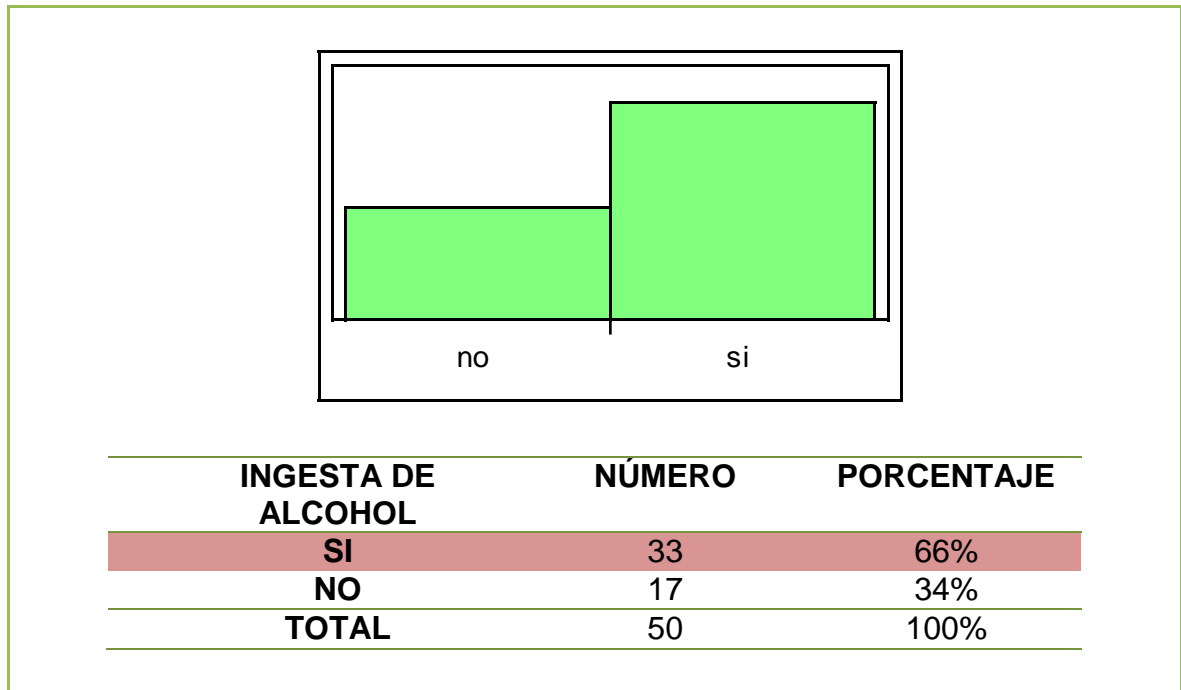 no si
INGESTA DE NÚMERO PORCENTAJE
ALCOHOL
SI 33 66%
NO 17 34%
TOTAL 50 100%